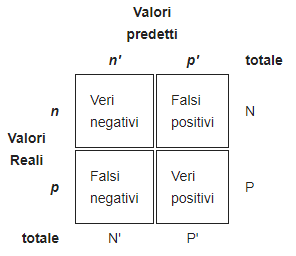 Valori
predetti
n' p' totale
n Veri negativi Falsi positivi N
Valori
Reali
p Falsi negativi Veri positivi P
totale N' P'